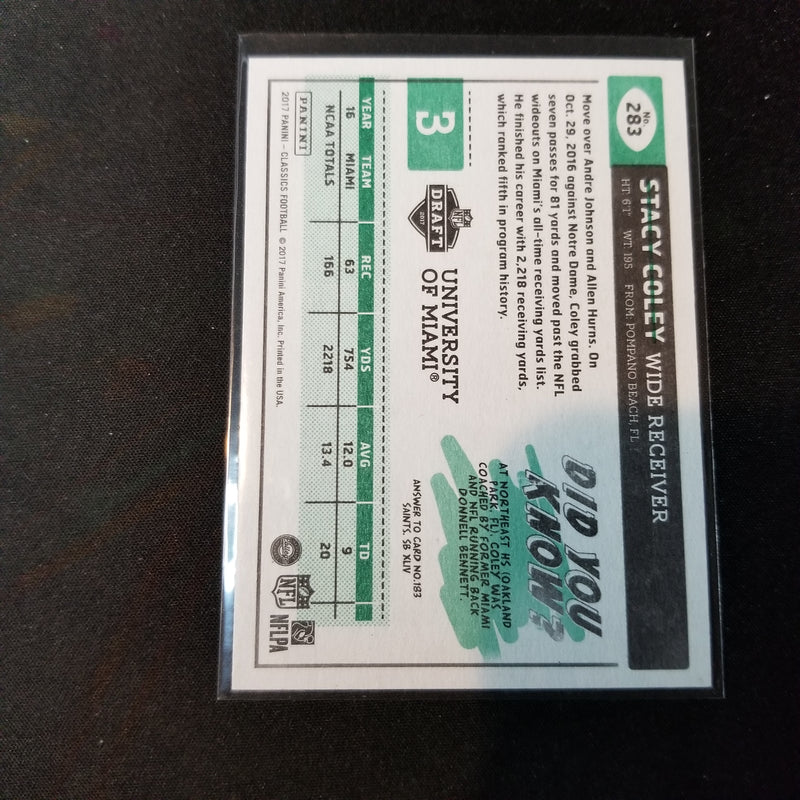 No.
283
STACY COLEY WIDE RECEIVER
HT: 6'1" WT: 195 FROM: POMPANO BEACH, FL
Move over Andre Johnson and Allen Hurns. On
Oct. 29, 2016 against Notre Dame, Coley grabbed
seven passes for 81 yards and moved past the NFL
wideouts on Miami's all-time receiving yards list.
He finished his career with 2,218 receiving yards,
which ranked fifth in program history.
DID YOU
KNOW?
AT NORTHEAST HS (OAKLAND
PARK, FL), COLEY WAS
COACHED BY FORMER MIAMI
AND NFL RUNNING BACK
DONNELL BENNETT.
ANSWER TO CARD NO.183
SAINTS, SB XLIV
3
NFL
DRAFT
2017
UNIVERSITY
OF MIAMI®
YEAR TEAM REC YDS AVG TD
16 MIAMI 63 754 12.0 9
NCAA TOTALS 166 2218 13.4 20
PANINI
2017 PANINI – CLASSICS FOOTBALL © 2017 Panini America, Inc. Printed in the USA.
NFL
NFLPA